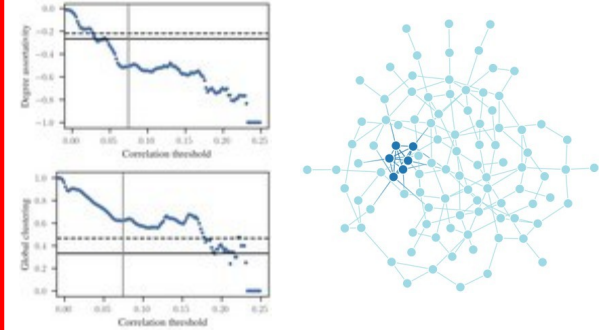 Degree assortativity
0.0
−0.2
−0.4
−0.6
−0.8
−1.0
0.00 0.05 0.10 0.15 0.20 0.25
Correlation threshold
Global clustering
1.0
0.8
0.6
0.4
0.2
0.0
0.00 0.05 0.10 0.15 0.20 0.25
Correlation threshold